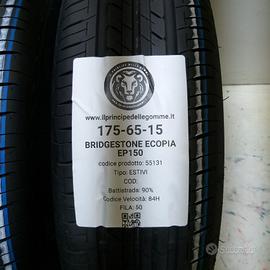 www.ilprincipedellegomme.it
175-65-15
BRIDGESTONE ECOPIA
EP150
codice prodotto: 55131
Tipo: ESTIVI
COD:
Battistrada: 90%
Codice Velocità: 84H
FILA: 50
subito